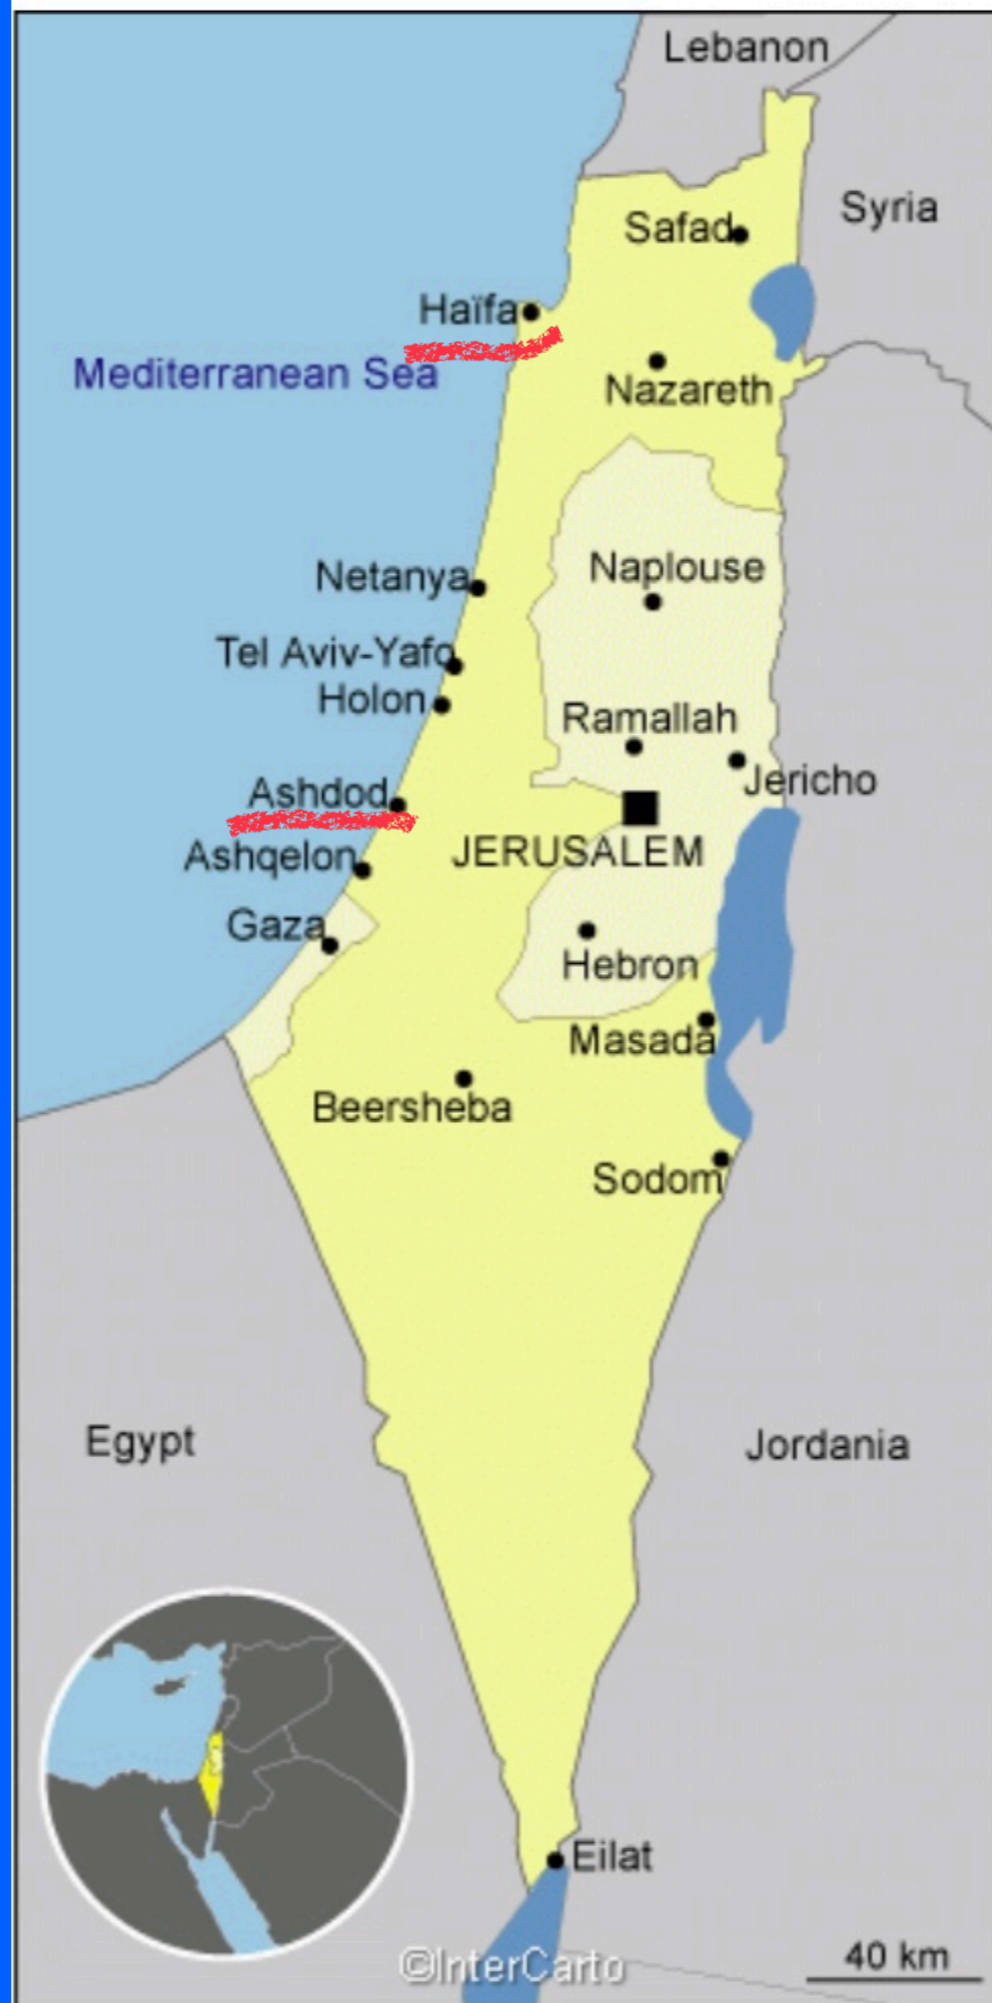 Lebanon
Syria
Safad
Haïfa
Mediterranean Sea
Nazareth
Naplouse
Netanya
Tel Aviv-Yafo
Holon
Ramallah
Jericho
Ashdod
JERUSALEM
Ashqelon
Gaza
Hebron
Masada
Beersheba
Sodom
Egypt
Jordania
Eilat
©InterCarto
40 km